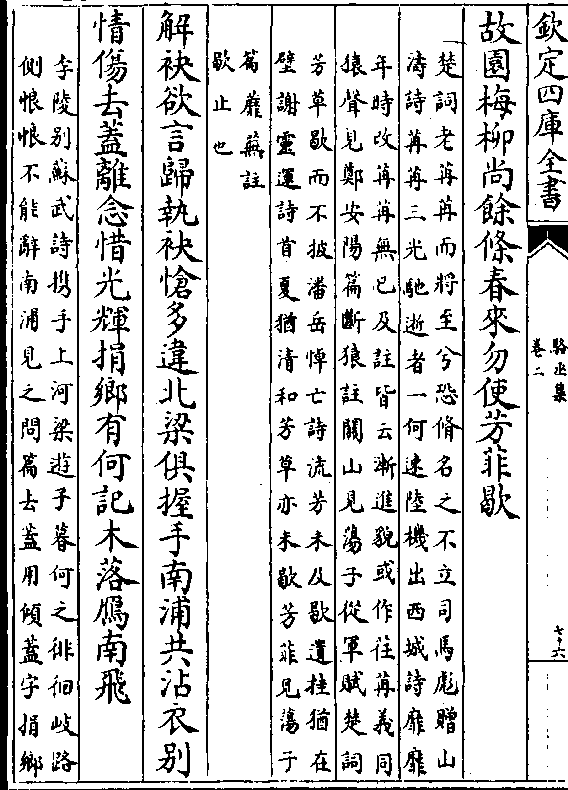 欽定四庫全書
駱丞集
卷二
七十六
故園梅柳尚餘條春來勿使芳菲歇
楚詞老苒苒而將至兮恐脩名之不立司馬彪贈山
濤詩苒苒三光馳逝者一何速陸機出西城詩靡靡
年時改苒苒無已及註皆云漸進貌或作荏苒義同
猿聲見鄭安陽篇斷猿註關山見蕩子從軍賦楚詞
芳草歇而不披潘岳悼亡詩流芳未及歇遺挂猶在
壁謝靈運詩首夏猶清和芳草亦未歇芳菲見蕩子
篇蘼蕪註
歇止也
解袂欲言歸執袂愴多違北梁俱握手南浦共沾衣别
情傷去蓋離念惜光輝捐鄉有何記木落鴈南飛
李陵别蘇武詩携手上河梁遊子暮何之徘徊岐路
側悢悢不能辭南浦見之問篇去蓋用傾蓋字捐鄉